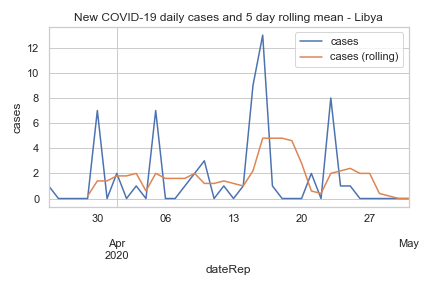 New COVID-19 daily cases and 5 day rolling mean - Libya
cases
cases (rolling)
cases
12
10
8
6
4
2
0
30
06
13
20
27
Apr
2020
May
dateRep